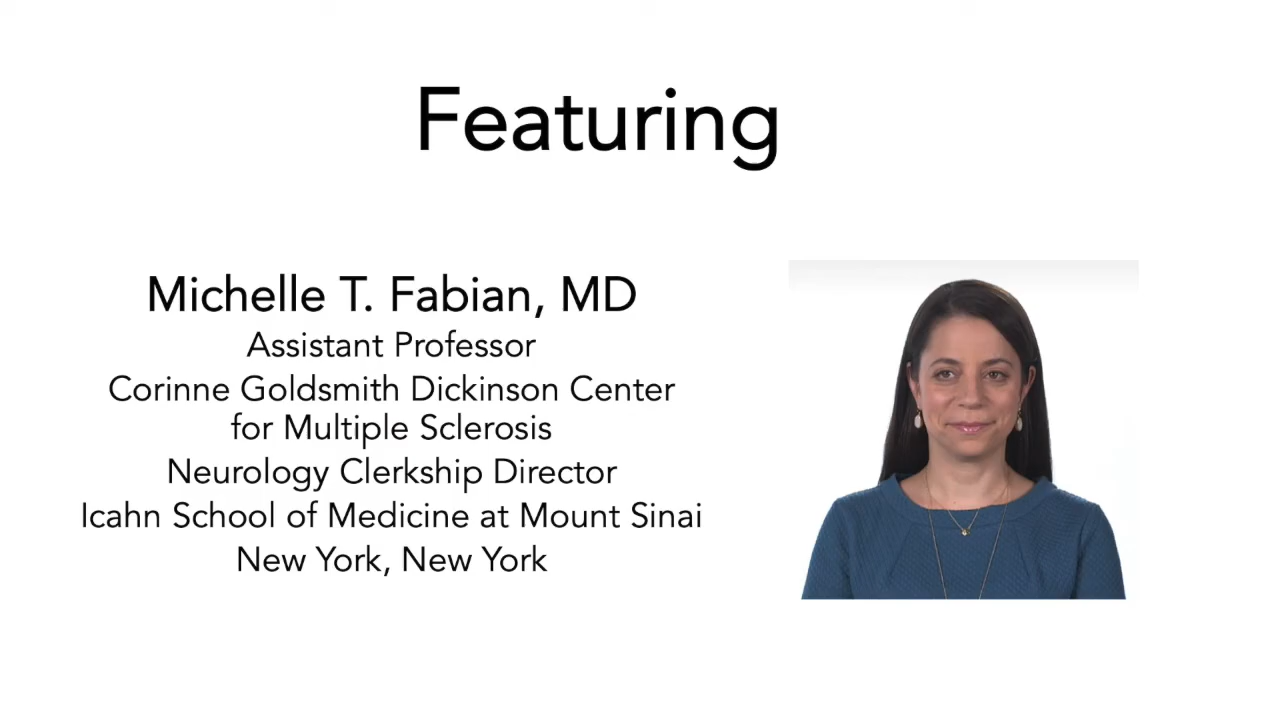 Featuring
Michelle T. Fabian, MD
Assistant Professor
Corinne Goldsmith Dickinson Center
for Multiple Sclerosis
Neurology Clerkship Director
Icahn School of Medicine at Mount Sinai
New York, New York